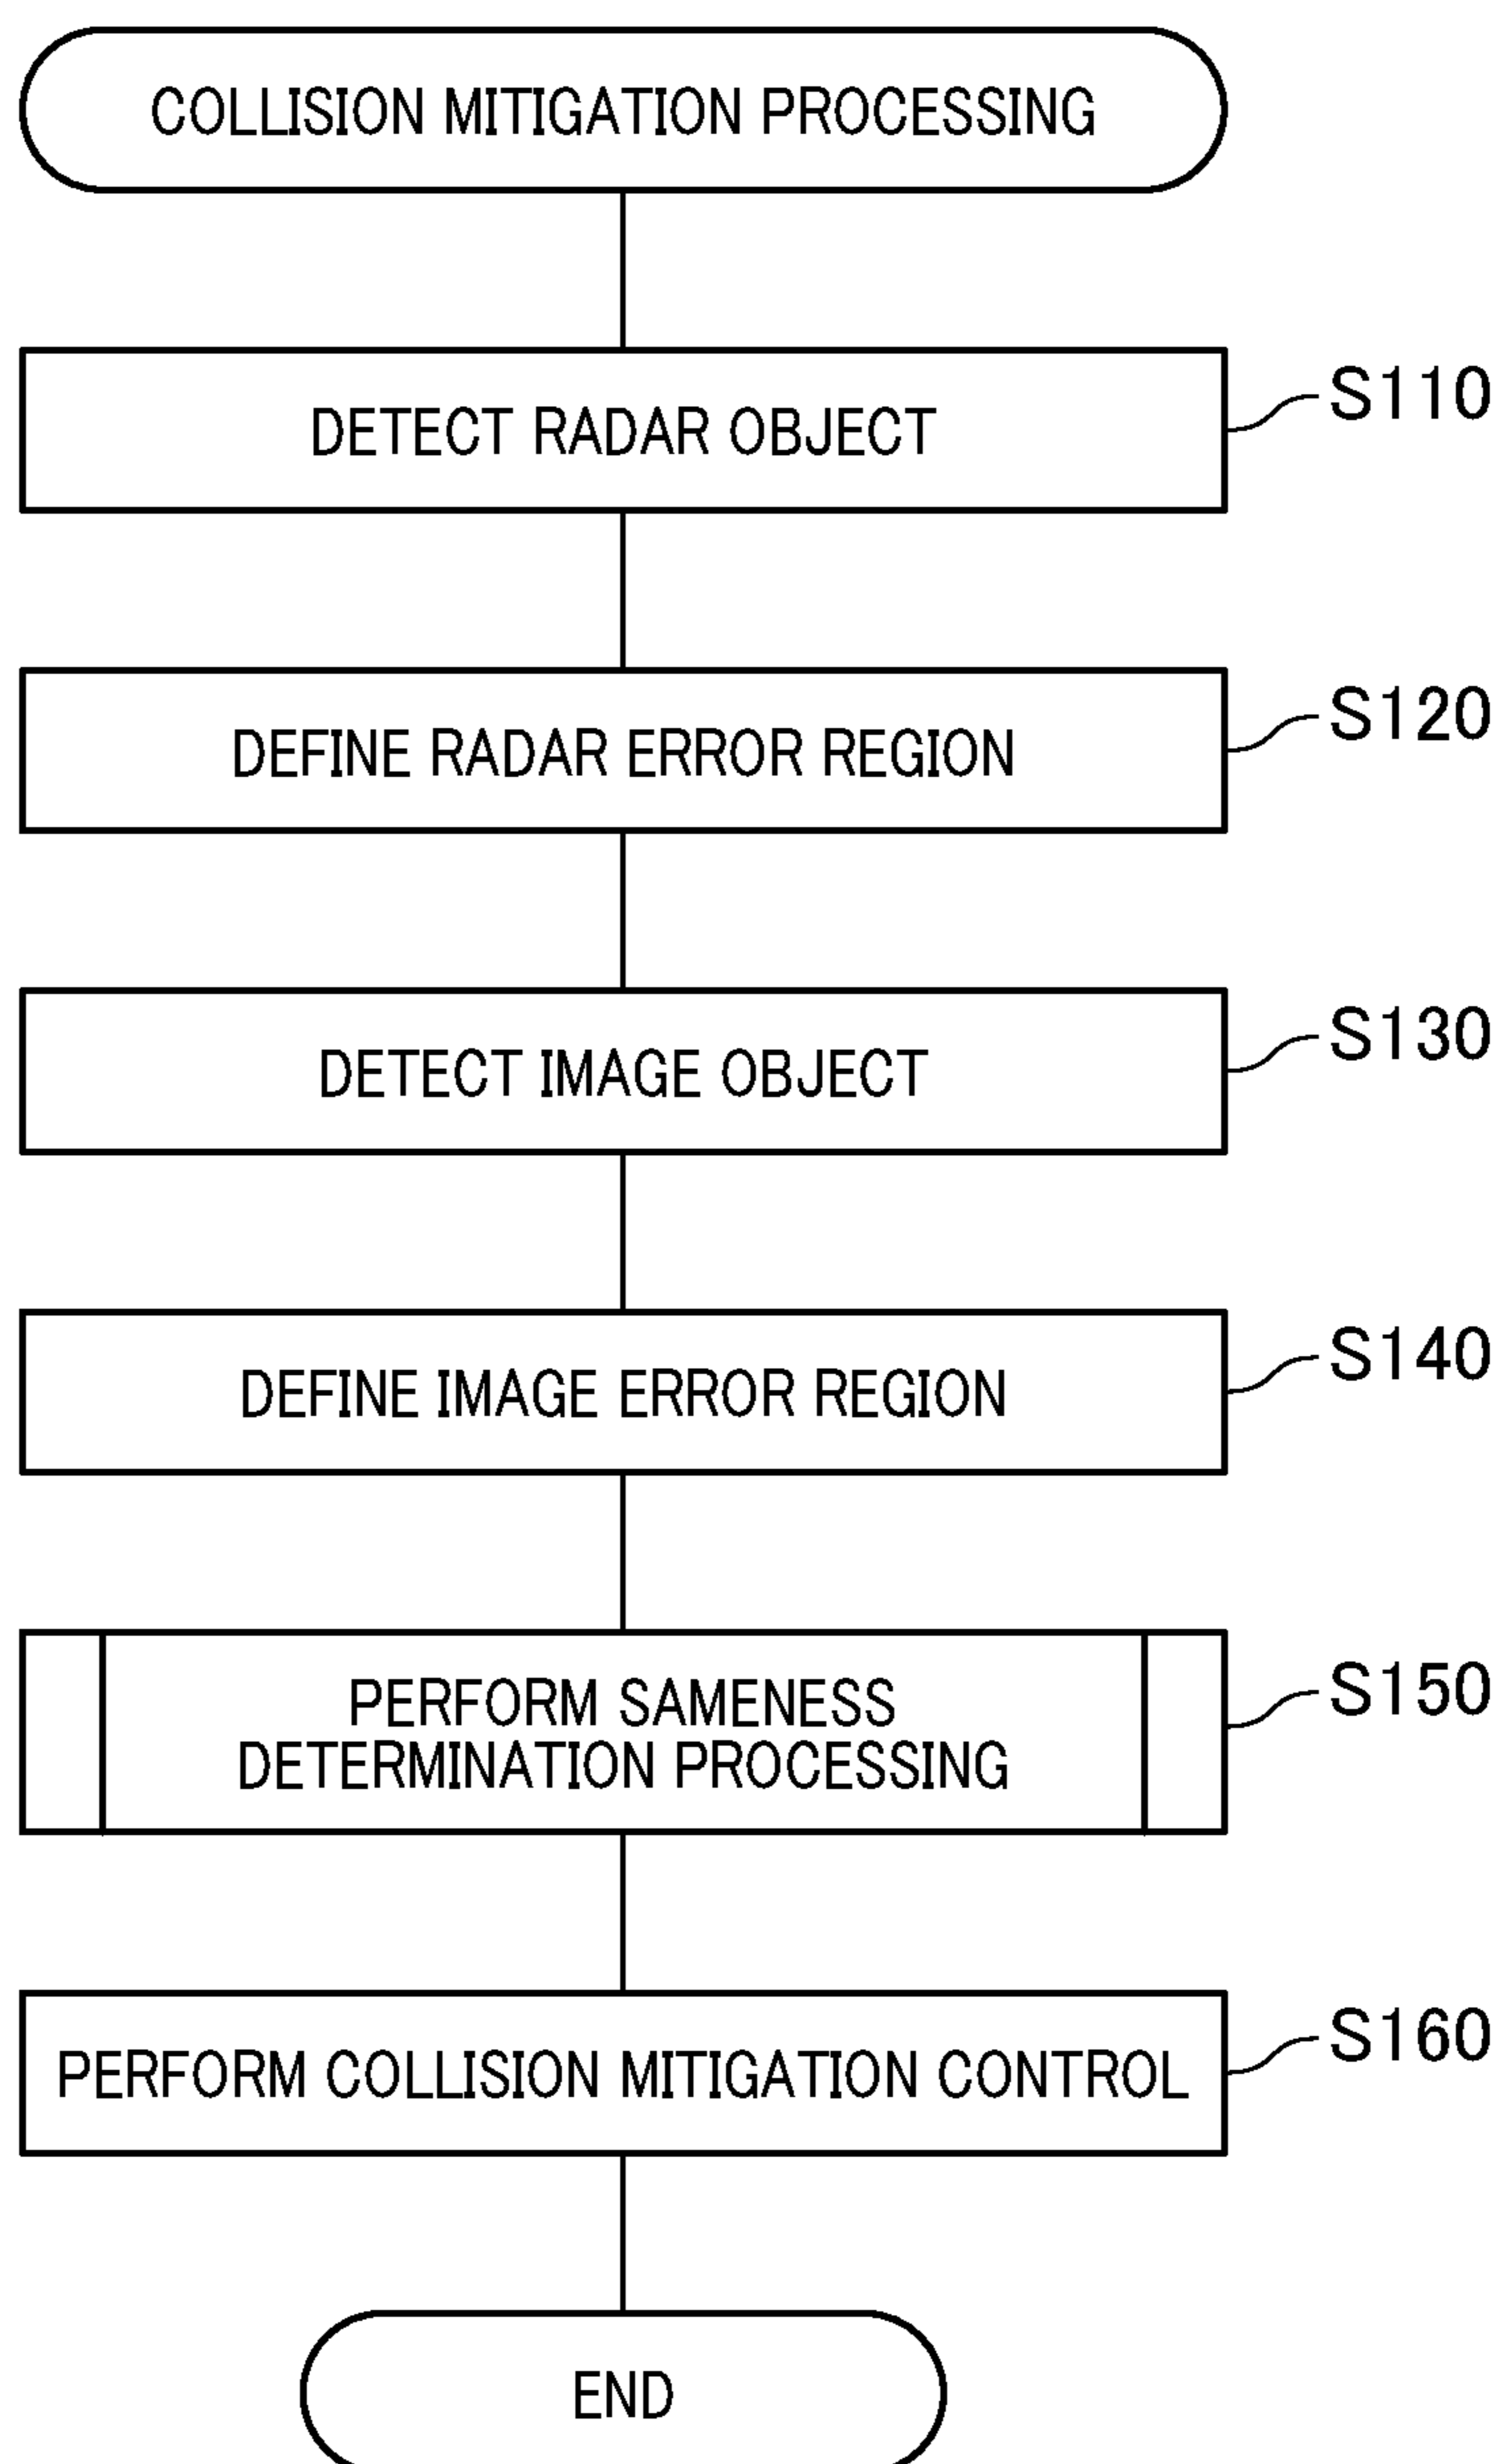 COLLISION MITIGATION PROCESSING
DETECT RADAR OBJECT
S110
DEFINE RADAR ERROR REGION
S120
DETECT IMAGE OBJECT
S130
DEFINE IMAGE ERROR REGION
S140
PERFORM SAMENESS
DETERMINATION PROCESSING
S150
PERFORM COLLISION MITIGATION CONTROL
S160
END